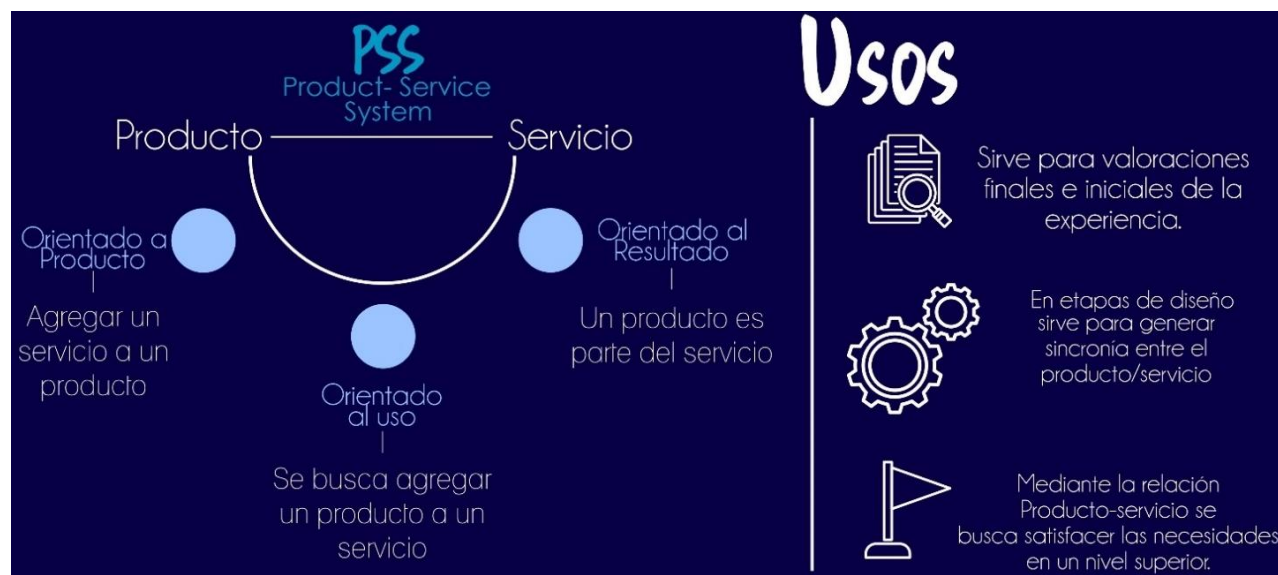 PSS
Product- Service
System
Producto
Servicio
Orientado a
Producto
Agregar un
servicio a un
producto
Orientado
al uso
Se busca agregar
un producto a un
servicio
Orientado al
Resultado
Un producto es
parte del servicio
Usos
Sirve para valoraciones
finales e iniciales de la
experiencia.
En etapas de diseño
sirve para generar
sincronía entre el
producto/servicio
Mediante la relación
Producto-servicio se
busca satisfacer las necesidades
en un nivel superior.